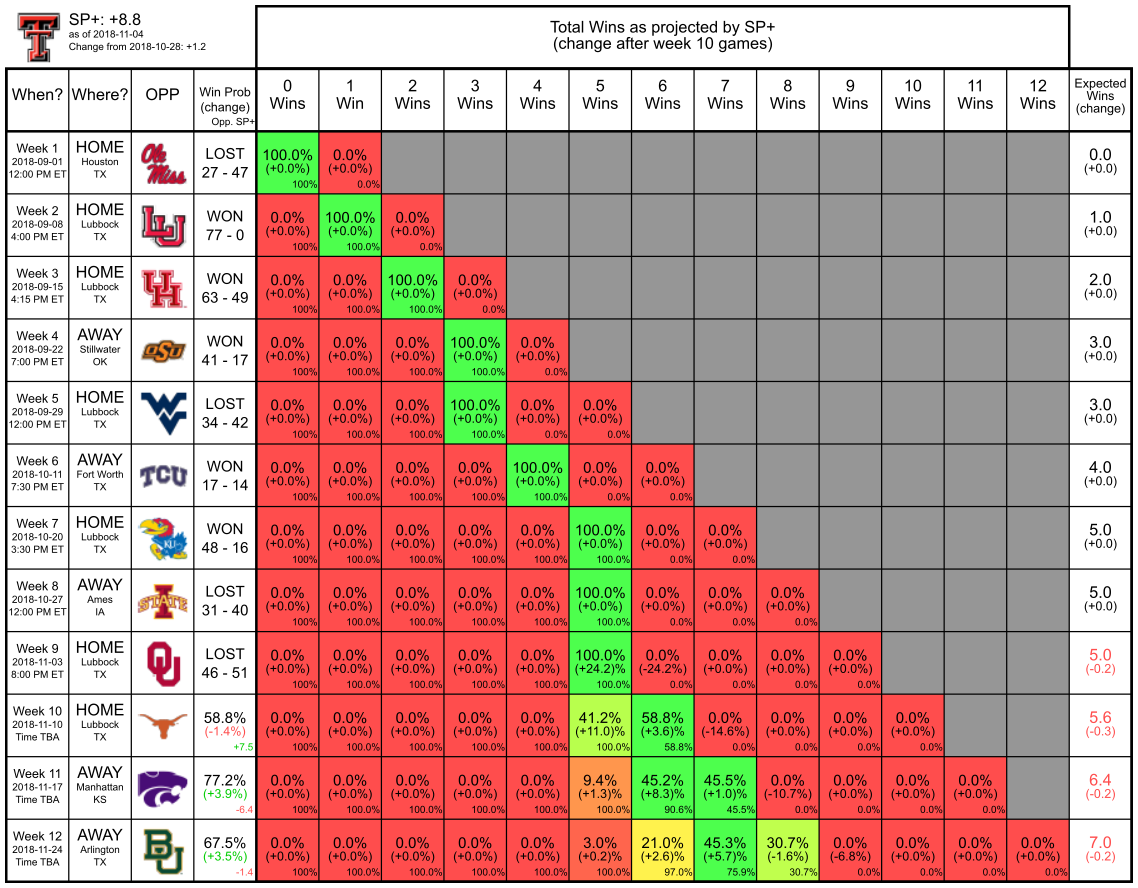 SP+: +8.8
as of 2018-11-04
Change from 2018-10-28: +1.2
Total Wins as projected by SP+
(change after week 10 games)
When? Where? OPP Win Prob 0 1 2 3 4 5 6 7 8 9 10 11 12 Expected
(change) Wins Win Wins Wins Wins Wins Wins Wins Wins Wins Wins Wins Wins Wins
Opp. SP+ (change)
Week 1 HOME Ole LOST 100.0% 0.0% 0.0
2018-09-01 Houston Miss 27 - 47 (+0.0%) (+0.0%) (+0.0)
12:00 PM ET TX 100% 0.0%
Week 2 HOME LU WON 0.0% 100.0% 0.0% 1.0
2018-09-08 Lubbock 77 - 0 (+0.0%) (+0.0%) (+0.0%) (+0.0)
4:00 PM ET TX 100% 100.0% 0.0%
Week 3 HOME UH WON 0.0% 0.0% 100.0% 0.0% 2.0
2018-09-15 Lubbock 63 - 49 (+0.0%) (+0.0%) (+0.0%) (+0.0%) (+0.0)
4:15 PM ET TX 100% 100.0% 100.0% 0.0%
Week 4 AWAY OSU WON 0.0% 0.0% 0.0% 100.0% 0.0% 3.0
2018-09-22 Stillwater 41 - 17 (+0.0%) (+0.0%) (+0.0%) (+0.0%) (+0.0%) (+0.0)
7:00 PM ET OK 100% 100.0% 100.0% 100.0% 0.0%
Week 5 HOME WV LOST 0.0% 0.0% 0.0% 100.0% 0.0% 0.0% 3.0
2018-09-29 Lubbock 34 - 42 (+0.0%) (+0.0%) (+0.0%) (+0.0%) (+0.0%) (+0.0%) (+0.0)
12:00 PM ET TX 100% 100.0% 100.0% 100.0% 0.0% 0.0%
Week 6 AWAY TCU WON 0.0% 0.0% 0.0% 0.0% 100.0% 0.0% 0.0% 4.0
2018-10-11 Fort Worth 17 - 14 (+0.0%) (+0.0%) (+0.0%) (+0.0%) (+0.0%) (+0.0%) (+0.0%) (+0.0)
7:30 PM ET TX 100% 100.0% 100.0% 100.0% 100.0% 0.0% 0.0%
Week 7 HOME KU WON 0.0% 0.0% 0.0% 0.0% 0.0% 100.0% 0.0% 0.0% 5.0
2018-10-20 Lubbock 48 - 16 (+0.0%) (+0.0%) (+0.0%) (+0.0%) (+0.0%) (+0.0%) (+0.0%) (+0.0%) (+0.0)
3:30 PM ET TX 100% 100.0% 100.0% 100.0% 100.0% 100.0% 0.0% 0.0%
Week 8 AWAY STATE LOST 0.0% 0.0% 0.0% 0.0% 0.0% 100.0% 0.0% 0.0% 0.0% 5.0
2018-10-27 Ames 31 - 40 (+0.0%) (+0.0%) (+0.0%) (+0.0%) (+0.0%) (+0.0%) (+0.0%) (+0.0%) (+0.0%) (+0.0)
12:00 PM ET IA 100% 100.0% 100.0% 100.0% 100.0% 100.0% 0.0% 0.0% 0.0%
Week 9 HOME OU LOST 0.0% 0.0% 0.0% 0.0% 0.0% 100.0% 0.0% 0.0% 0.0% 0.0% 5.0
2018-11-03 Lubbock 46 - 51 (+0.0%) (+0.0%) (+0.0%) (+0.0%) (+0.0%) (+24.2)% (-24.2%) (+0.0%) (+0.0%) (+0.0%) (-0.2)
8:00 PM ET TX 100% 100.0% 100.0% 100.0% 100.0% 100.0% 0.0% 0.0% 0.0% 0.0%
Week 10 HOME 58.8% 0.0% 0.0% 0.0% 0.0% 0.0% 41.2% 58.8% 0.0% 0.0% 0.0% 0.0% 5.6
2018-11-10 Lubbock (-1.4%) (+0.0%) (+0.0%) (+0.0%) (+0.0%) (+0.0%) (+11.0%) (+3.6)% (-14.6%) (+0.0%) (+0.0%) (+0.0%) (-0.3)
Time TBA TX +7.5 100% 100.0% 100.0% 100.0% 100.0% 100.0% 58.8% 0.0% 0.0% 0.0% 0.0%
Week 11 AWAY 77.2% 0.0% 0.0% 0.0% 0.0% 0.0% 9.4% 45.2% 45.5% 0.0% 0.0% 0.0% 0.0% 6.4
2018-11-17 Manhattan (+3.9%) (+0.0%) (+0.0%) (+0.0%) (+0.0%) (+0.0%) (+1.3)% (+8.3)% (+1.0)% (-10.7%) (+0.0%) (+0.0%) (+0.0%) (-0.2)
Time TBA KS -6.4 100% 100.0% 100.0% 100.0% 100.0% 100.0% 90.6% 45.5% 0.0% 0.0% 0.0% 0.0%
Week 12 AWAY BU 67.5% 0.0% 0.0% 0.0% 0.0% 0.0% 3.0% 21.0% 45.3% 30.7% 0.0% 0.0% 0.0% 0.0% 7.0
2018-11-24 Arlington (+3.5%) (+0.0%) (+0.0%) (+0.0%) (+0.0%) (+0.0%) (+0.2)% (+2.6)% (+5.7)% (-1.6%) (-6.8%) (+0.0%) (+0.0%) (+0.0%) (-0.2)
Time TBA TX -1.4 100% 100.0% 100.0% 100.0% 100.0% 100.0% 97.0% 75.9% 30.7% 0.0% 0.0% 0.0% 0.0%